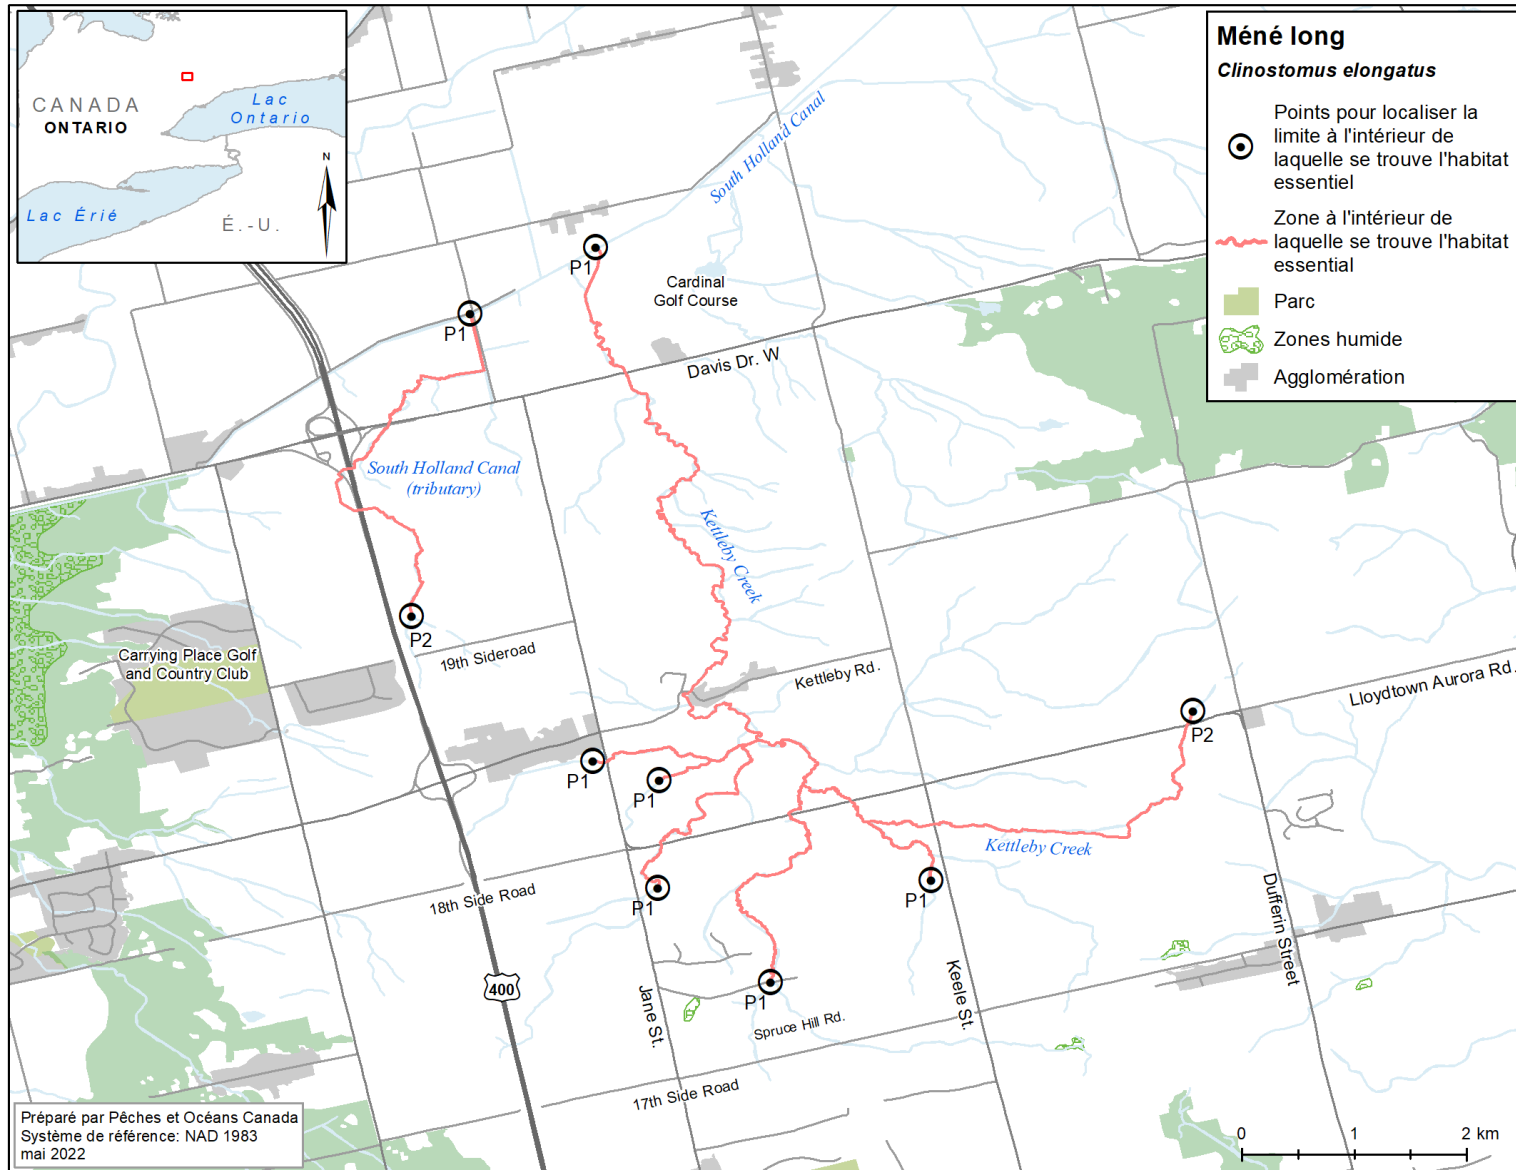 CANADA
ONTARIO
Lac
Ontario
Lac Érié
É.-U.
N
Méné long
Clinostomus elongatus
Points pour localiser la
limite à l'intérieur de
laquelle se trouve l'habitat
essentiel
Zone à l'intérieur de
laquelle se trouve l'habitat
essential
Parc
Zones humide
Agglomération
South Holland Canal
P1
Cardinal
Golf Course
P1
Davis Dr. W
South Holland Canal
(tributary)
Kettleby Creek
P2
19th Sideroad
Carrying Place Golf
and Country Club
Kettleby Rd.
Lloydtown Aurora Rd.
P2
P1
P1
Kettleby Creek
P1
P1
18th Side Road
Dufferin Street
400
Jane St.
P1
Keele St.
Spruce Hill Rd.
17th Side Road
Préparé par Pêches et Océans Canada
Système de référence: NAD 1983
mai 2022
0 1 2 km